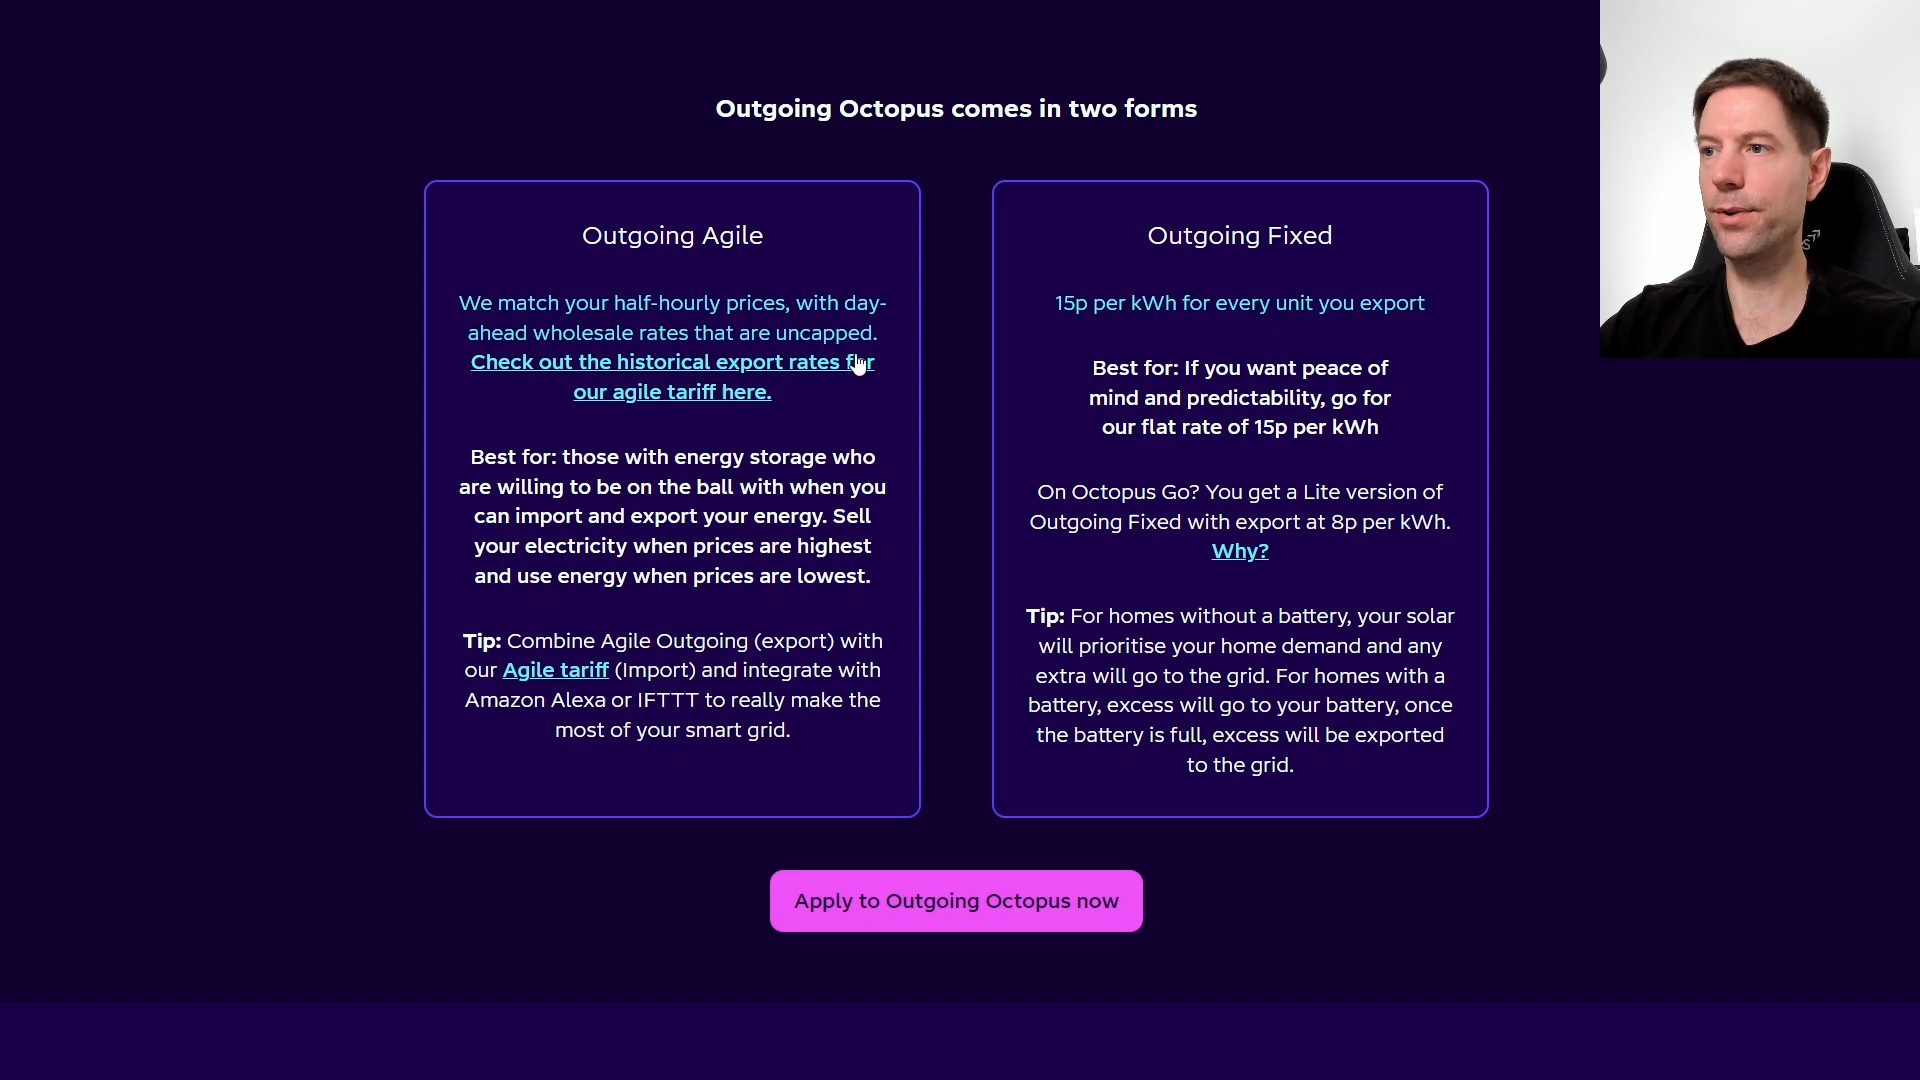 Outgoing Octopus comes in two forms
Outgoing Agile
We match your half-hourly prices, with day-
ahead wholesale rates that are uncapped.
Check out the historical export rates for
our agile tariff here.
Best for: those with energy storage who
are willing to be on the ball with when you
can import and export your energy. Sell
your electricity when prices are highest
and use energy when prices are lowest.
Tip: Combine Agile Outgoing (export) with
our Agile tariff (Import) and integrate with
Amazon Alexa or IFTTT to really make the
most of your smart grid.
Outgoing Fixed
15p per kWh for every unit you export
Best for: If you want peace of
mind and predictability, go for
our flat rate of 15p per kWh
On Octopus Go? You get a Lite version of
Outgoing Fixed with export at 8p per kWh.
Why?
Tip: For homes without a battery, your solar
will prioritise your home demand and any
extra will go to the grid. For homes with a
battery, excess will go to your battery, once
the battery is full, excess will be exported
to the grid.
Apply to Outgoing Octopus now